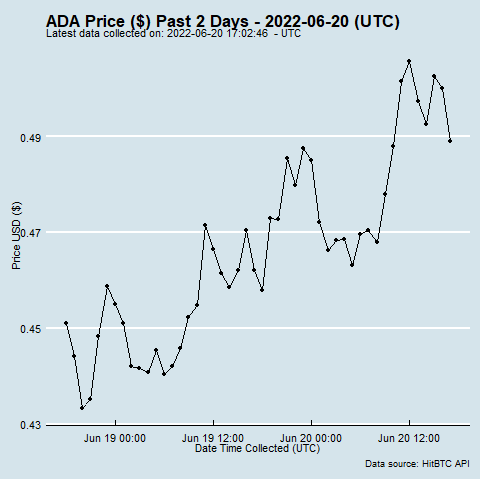 ADA Price ($) Past 2 Days - 2022-06-20 (UTC)
Latest data collected on: 2022-06-20 17:02:46  - UTC
0.49
0.47
0.45
0.43
Price USD ($)
Jun 19 00:00
Jun 19 12:00
Jun 20 00:00
Jun 20 12:00
Date Time Collected (UTC)
Data source: HitBTC API